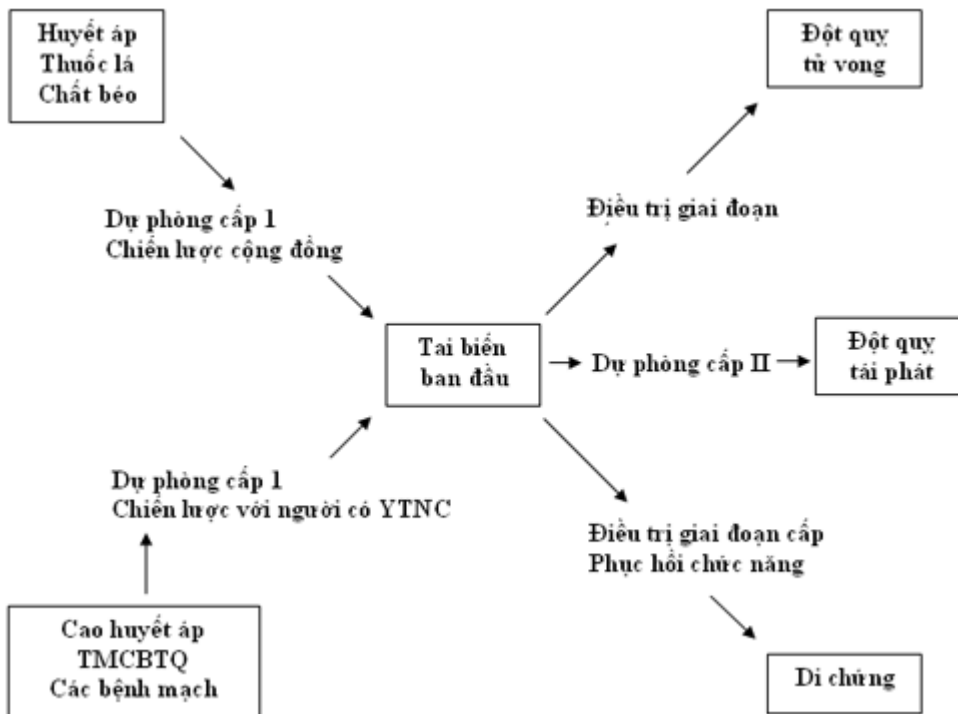 Huyết áp
Thuốc lá
Chất béo
Đột quỵ
tử vong
Dự phòng cấp 1
Chiến lược cộng đồng
Điều trị giai đoạn
Tai biến
ban đầu
Dự phòng cấp II
Đột quỵ
tái phát
Dự phòng cấp 1
Chiến lược với người có YTNC
Điều trị giai đoạn cấp
Phục hồi chức năng
Cao huyết áp
TMCBTQ
Các bệnh mạch
Di chứng